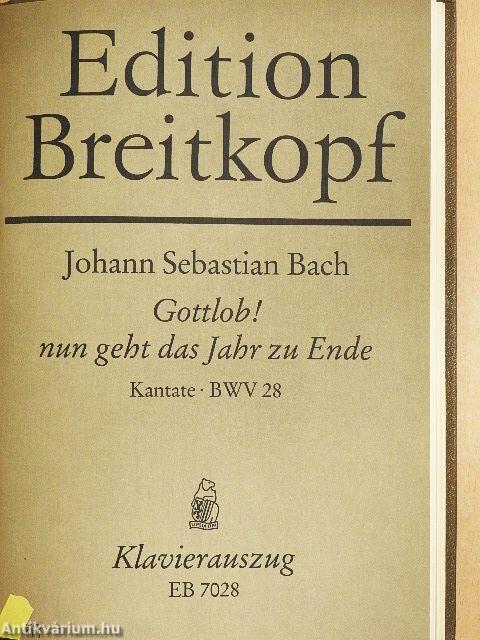 Edition
Breitkopf
Johann Sebastian Bach
Gottlob!
nun geht das Jahr zu Ende
Kantate · BWV 28
Klavierauszug
EB 7028
Antikvárium.hu